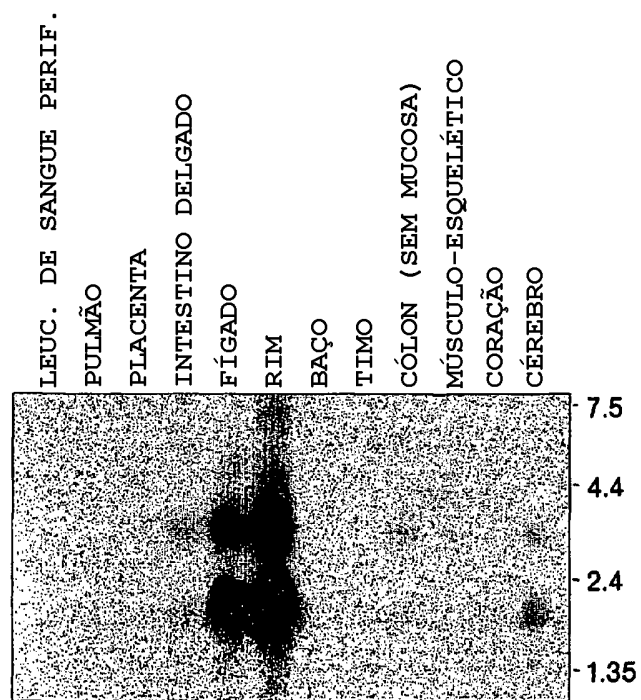 LEUC. DE SANGUE PERIF.
PULMÃO
PLACENTA
INTESTINO DELGADO
FÍGADO
RIM
BAÇO
TIMO
CÓLON (SEM MUCOSA)
MÚSCULO-ESQUELÉTICO
CORAÇÃO
CÉREBRO
- 7.5
- 4.4
- 2.4
- 1.35